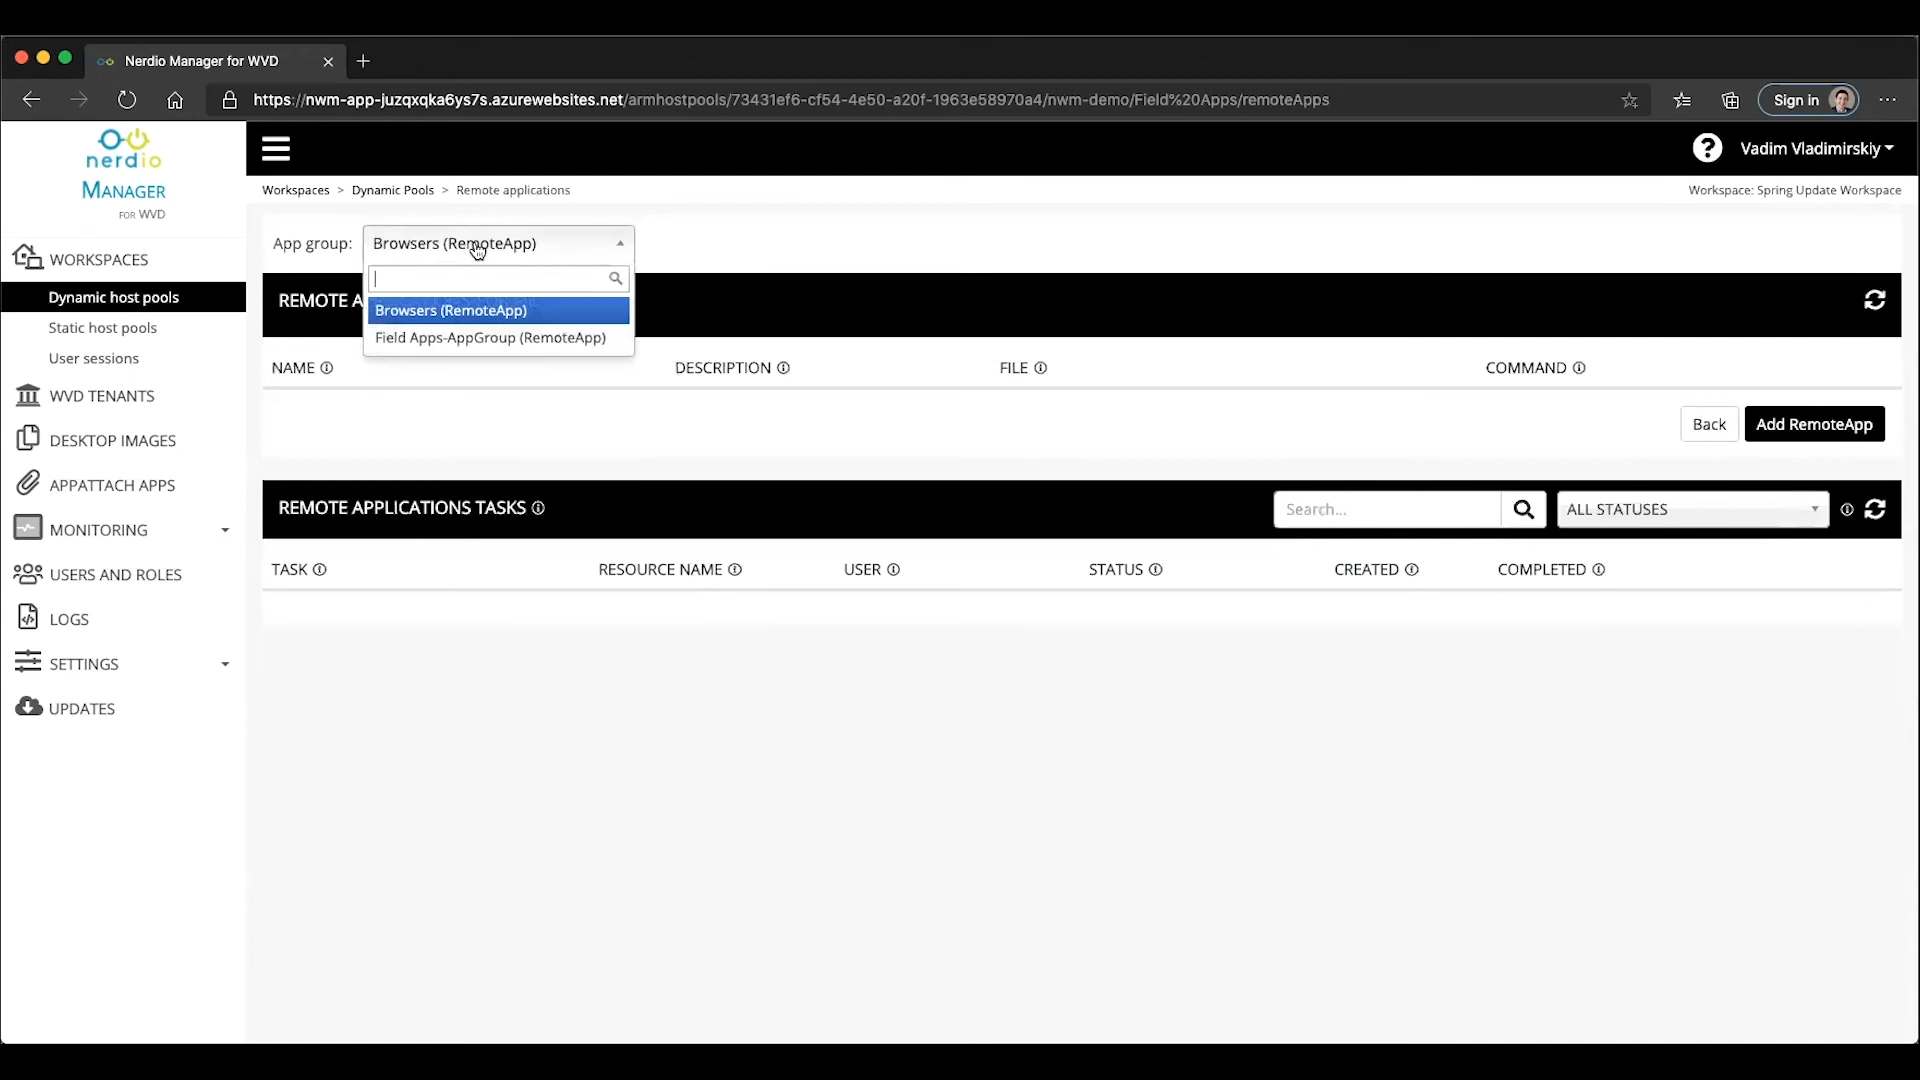 Nerdio Manager for WVD
https://nwm-app-juzqxqka6ys7s.azurewebsites.net/armhostpools/73431ef6-cf54-4e50-a20f-1963e58970a4/nwm-demo/Field%20Apps/remoteApps
Sign in
nerdio
MANAGER
FOR WVD
Vadim Vladimirskiy
Workspaces > Dynamic Pools > Remote applications
Workspace: Spring Update Workspace
WORKSPACES
Dynamic host pools
Static host pools
User sessions
WVD TENANTS
DESKTOP IMAGES
APPATTACH APPS
MONITORING
USERS AND ROLES
LOGS
SETTINGS
UPDATES
App group: Browsers (RemoteApp)
Browsers (RemoteApp)
Field Apps-AppGroup (RemoteApp)
REMOTE
NAME DESCRIPTION FILE COMMAND
Back Add RemoteApp
REMOTE APPLICATIONS TASKS Search... ALL STATUSES
TASK RESOURCE NAME USER STATUS CREATED COMPLETED